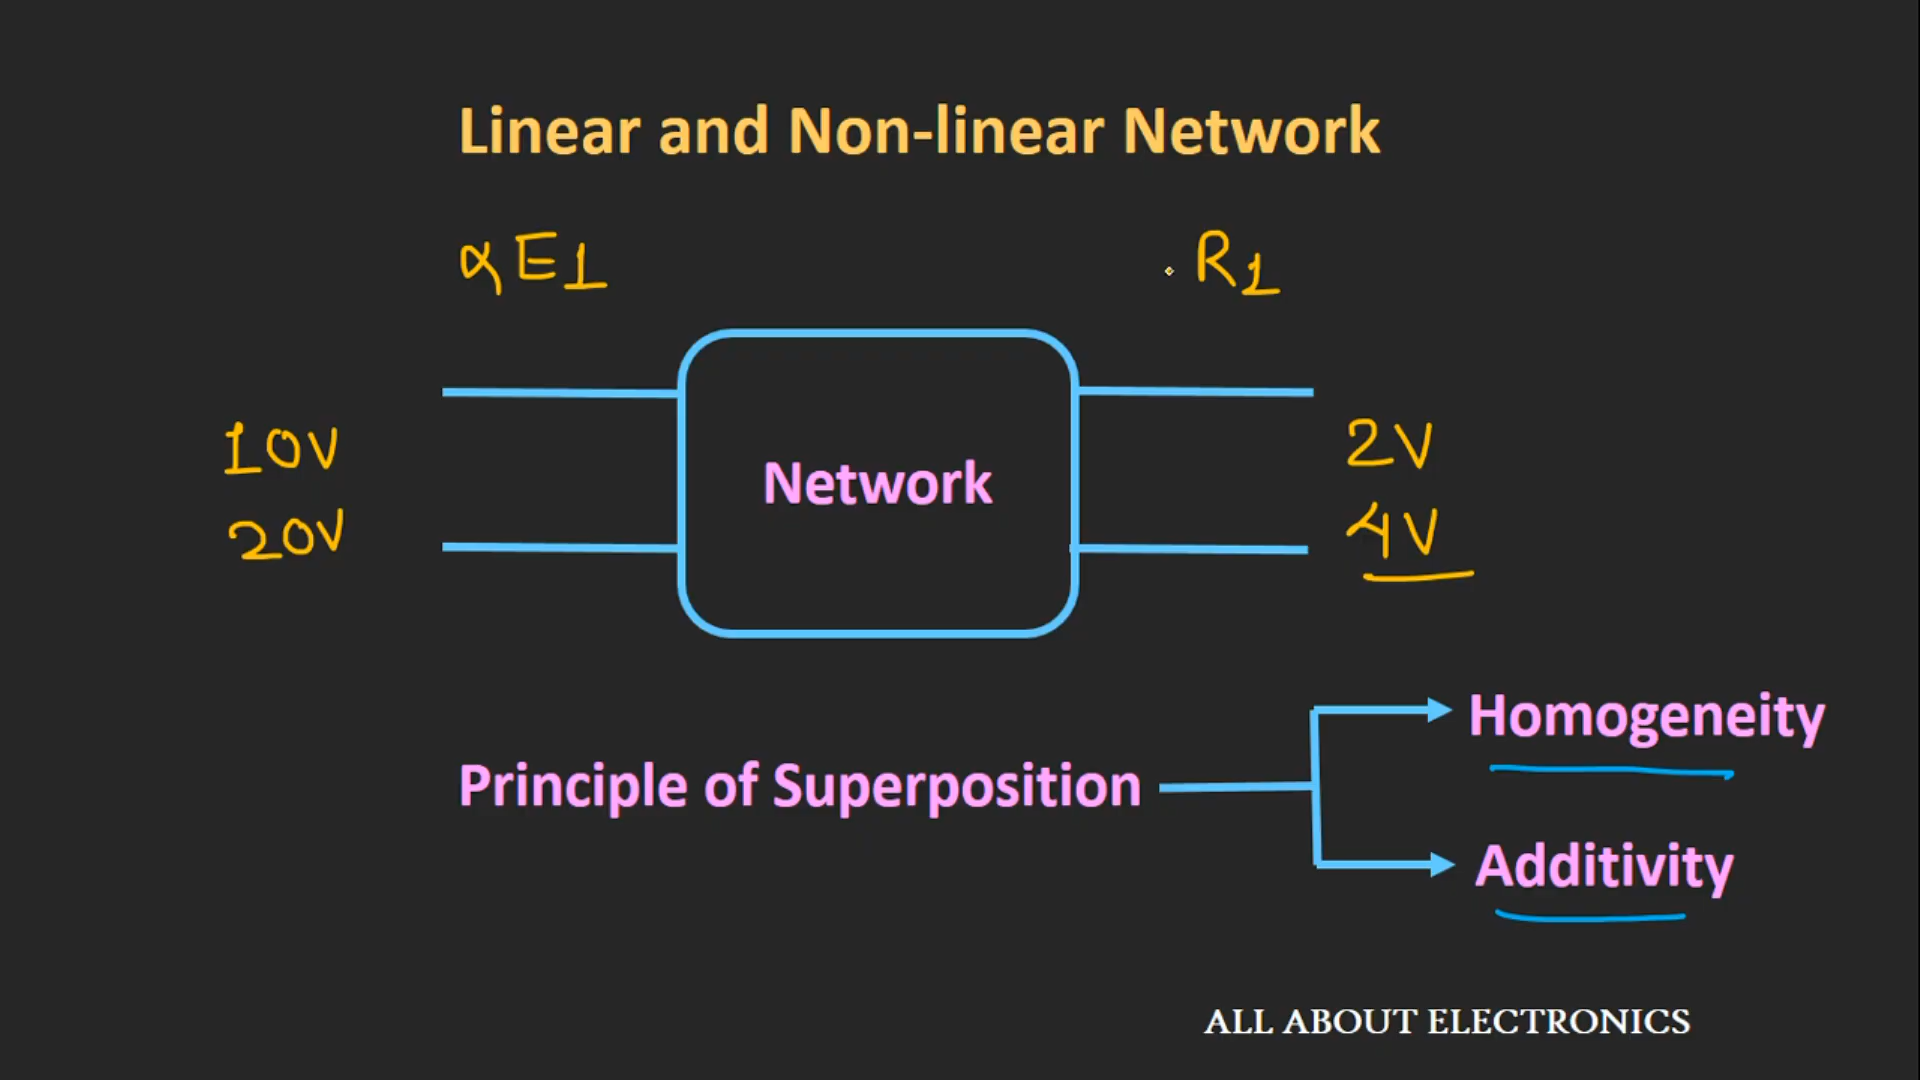 Linear and Non-linear Network
αE1 R1
10V 2V
Network
20V 4V
Homogeneity
Principle of Superposition
Additivity
ALL ABOUT ELECTRONICS